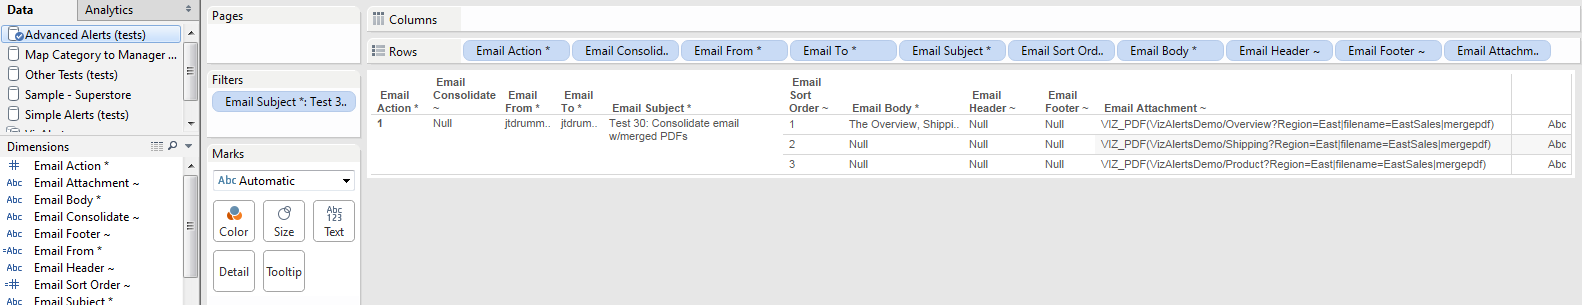 Data
Analytics
Advanced Alerts (tests)
Map Category to Manager ...
Other Tests (tests)
Sample - Superstore
Simple Alerts (tests)
Dimensions
# Email Action *
Abc Email Attachment ~
Abc Email Body *
Abc Email Consolidate ~
Abc Email Footer ~
=Abc Email From *
Abc Email Header ~
=# Email Sort Order ~
Abc Email Subject *
Pages
Filters
Email Subject *: Test 3..
Marks
Abc Automatic
Color
Size
Abc
123
Text
Detail
Tooltip
Columns
Rows
Email Action * Email Consolid.. Email From * Email To * Email Subject * Email Sort Ord.. Email Body * Email Header ~ Email Footer ~ Email Attachm..
Email Action * Email Consolidate ~ Email From * Email To * Email Subject * Email Sort Order ~ Email Body * Email Header ~ Email Footer ~ Email Attachment ~
1 Null jtdrumm.. jtdrum.. Test 30: Consolidate email w/merged PDFs 1 The Overview, Shippi.. Null Null VIZ_PDF(VizAlertsDemo/Overview?Region=East|filename=EastSales|mergepdf) Abc
2 Null Null Null VIZ_PDF(VizAlertsDemo/Shipping?Region=East|filename=EastSales|mergepdf) Abc
3 Null Null Null VIZ_PDF(VizAlertsDemo/Product?Region=East|filename=EastSales|mergepdf) Abc